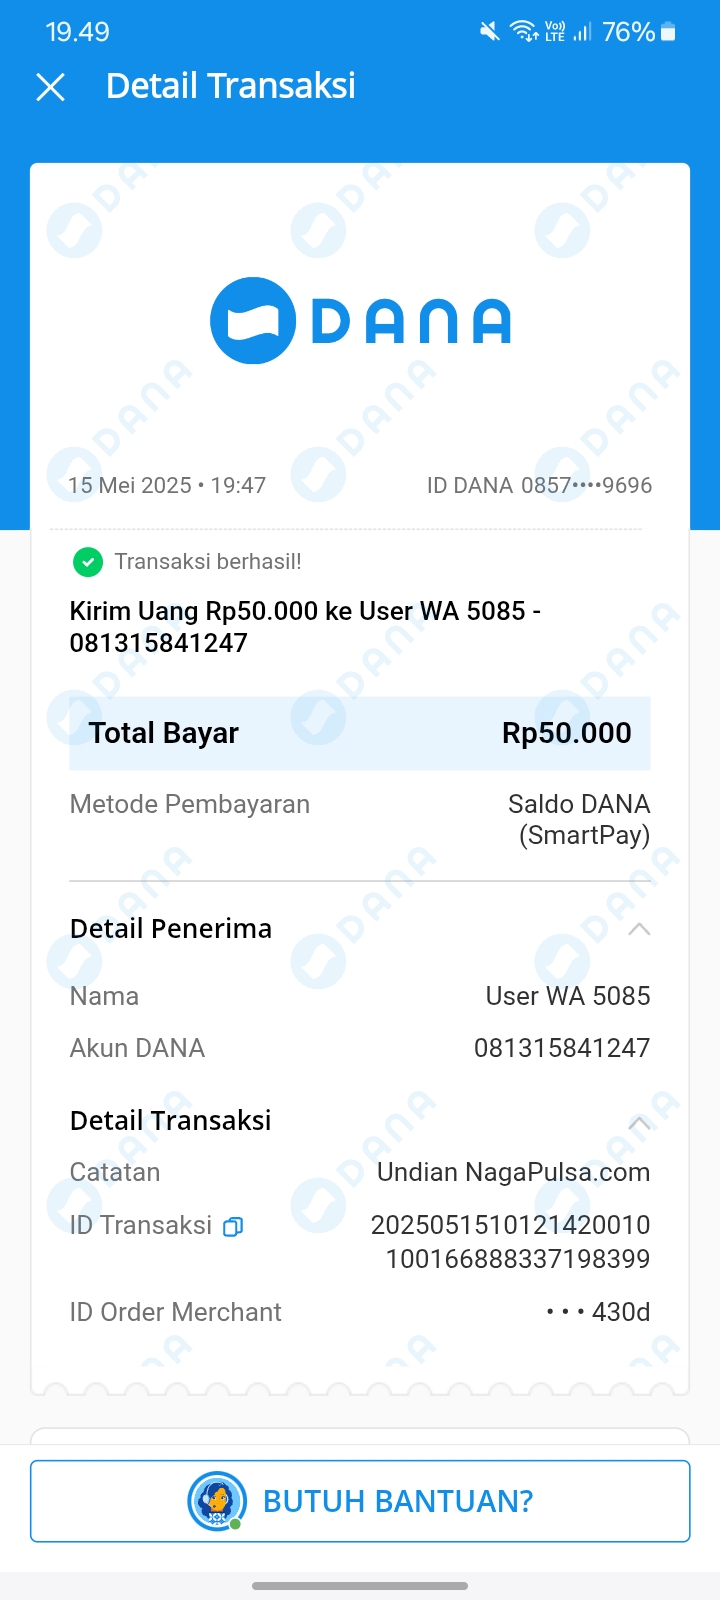 19.49
Vo)) LTE 76%
Detail Transaksi
DANA
15 Mei 2025 • 19:47 ID DANA 0857••••9696
Transaksi berhasil!
Kirim Uang Rp50.000 ke User WA 5085 -
081315841247
Total Bayar Rp50.000
Metode Pembayaran Saldo DANA
(SmartPay)
Detail Penerima
Nama User WA 5085
Akun DANA 081315841247
Detail Transaksi
Catatan Undian NagaPulsa.com
ID Transaksi 2025051510121420010
100166888337198399
ID Order Merchant • • • 430d
BUTUH BANTUAN?